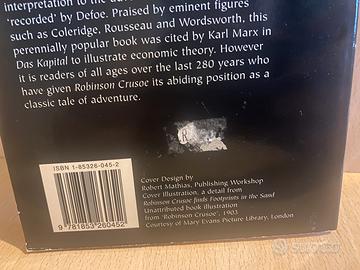 interpretation to the
'recorded' by Defoe. Praised by eminent figures
such as Coleridge, Rousseau and Wordsworth, this
perennially popular book was cited by Karl Marx in
Das Kapital to illustrate economic theory. However
it is readers of all ages over the last 280 years who
have given Robinson Crusoe its abiding position as a
classic tale of adventure.
ISBN 1-85326-045-2
9 781853 260452
Cover Design by
Robert Mathias, Publishing Workshop
Cover Illustration, a detail from
Robinson Crusoe finds Footprints in the Sand
Unattributed book illustration
from 'Robinson Crusoe', 1903
Courtesy of Mary Evans Picture Library, London
subito